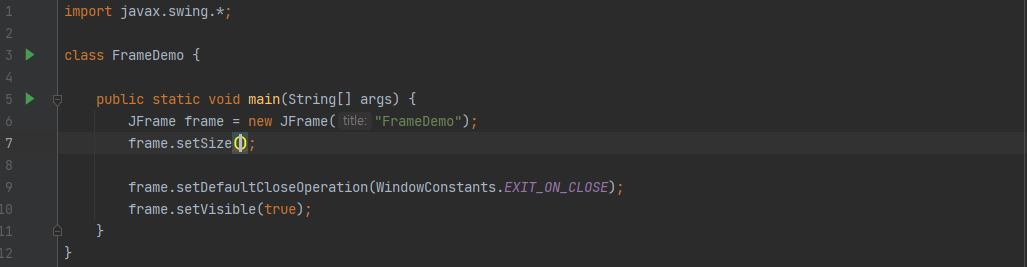 1 import javax.swing.*;
2
3 class FrameDemo {
4
5 public static void main(String[] args) {
6 JFrame frame = new JFrame( title: "FrameDemo");
7 frame.setSize();
8
9 frame.setDefaultCloseOperation(WindowConstants.EXIT_ON_CLOSE);
10 frame.setVisible(true);
11 }
12 }